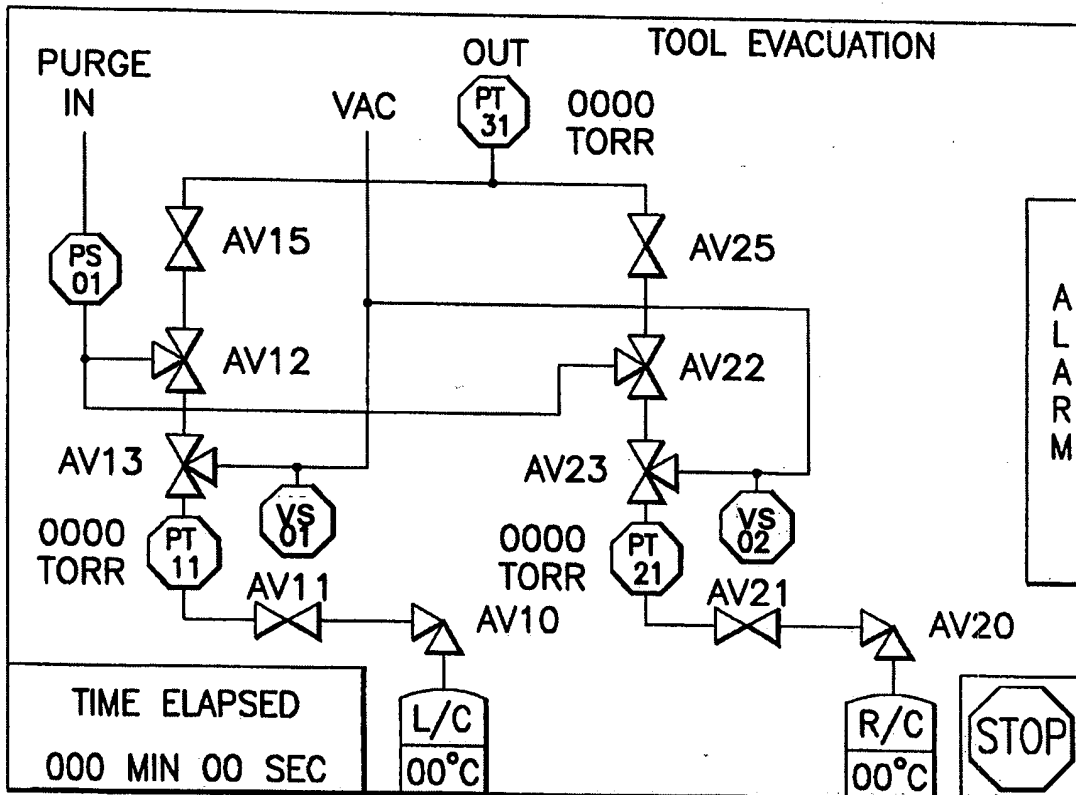 TOOL EVACUATION
PURGE
IN
VAC
OUT
PT
31
0000
TORR
PS
01
AV15
AV25
AV12
AV22
AV13
AV23
VS
01
VS
02
0000
TORR
PT
11
0000
TORR
PT
21
AV11
AV10
AV21
AV20
A
L
A
R
M
TIME ELAPSED
000 MIN 00 SEC
L/C
00°C
R/C
00°C
STOP